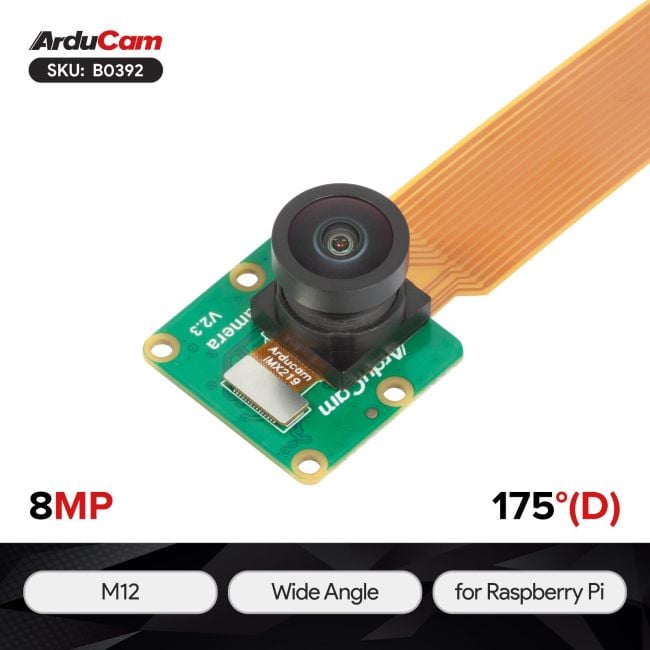 ArduCam
SKU: B0392
Camera
V2.3
Arducam
IMX219
ArduCam
8MP
175°(D)
M12
Wide Angle
for Raspberry Pi